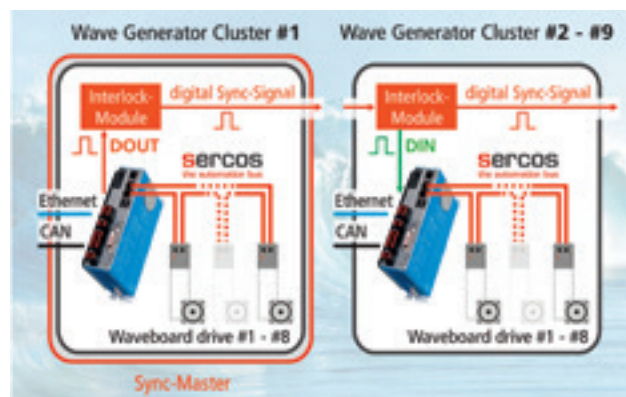 Wave Generator Cluster #1
Interlock-
Module
digital Sync-Signal
DOUT
sercos
the automation bus
Ethernet
CAN
Waveboard drive #1 - #8
Sync-Master
Wave Generator Cluster #2 - #9
Interlock-
Module
digital Sync-Signal
DIN
sercos
the automation bus
Ethernet
CAN
Waveboard drive #1 - #8